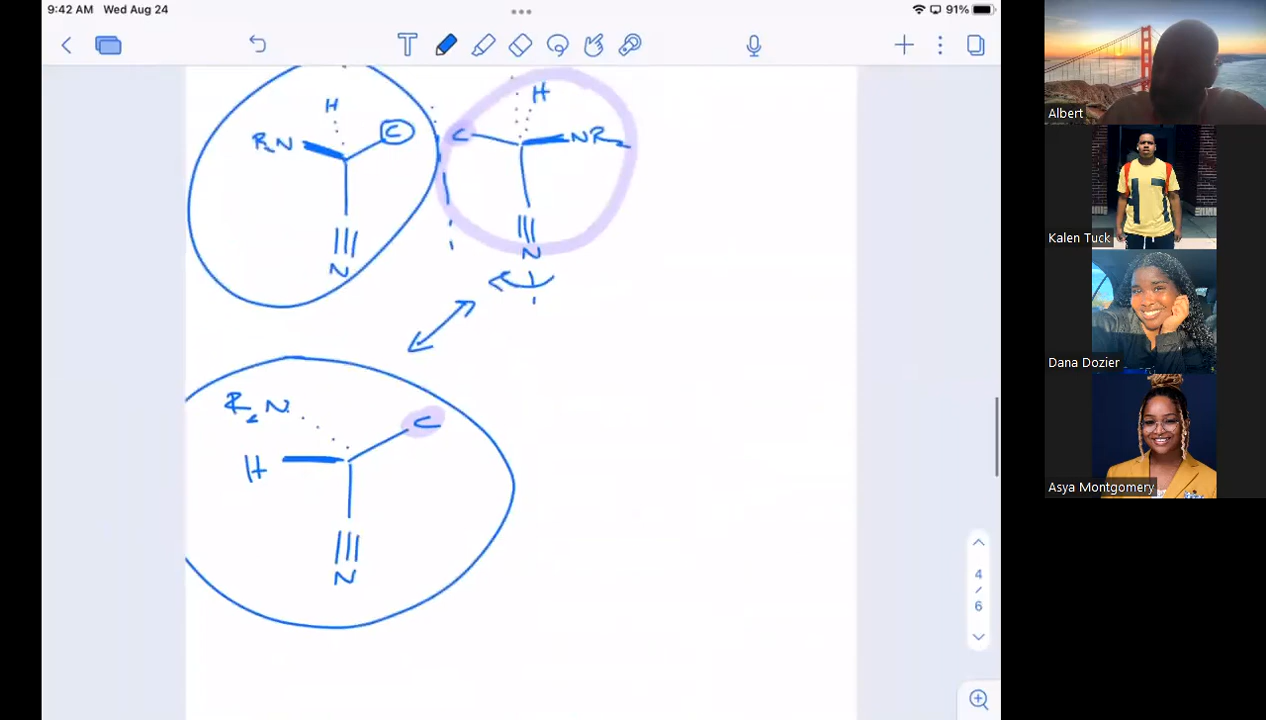 9:42 AM Wed Aug 24
91%
T
H
H
R₂N
C
C
NR₂
N
N
R₂N
C
H
N
4
/
6
Albert
Kalen Tuck
Dana Dozier
Asya Montgomery